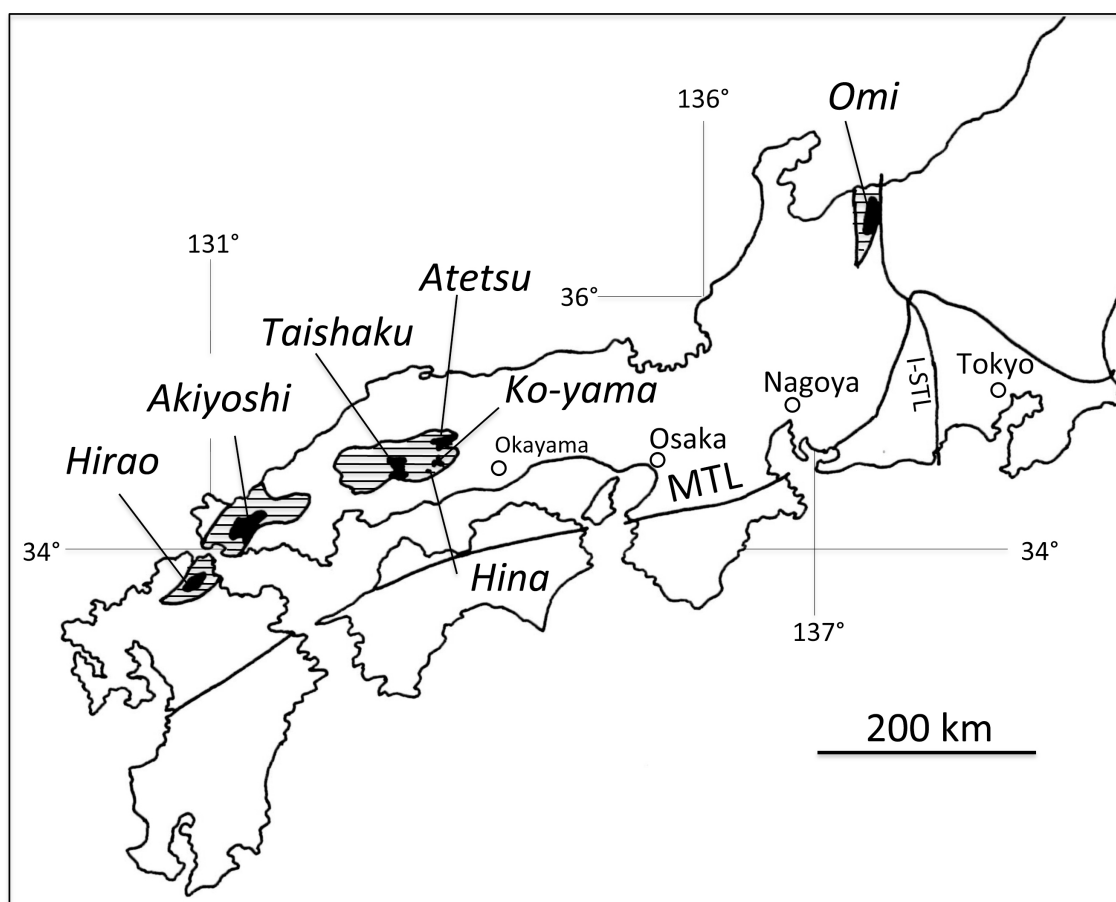 Omi
136°
131°
Atetsu
36°
Taishaku
Ko-yama
Tokyo
I-STL
Nagoya
Akiyoshi
Okayama
Osaka
Hirao
MTL
34°
34°
Hina
137°
200 km